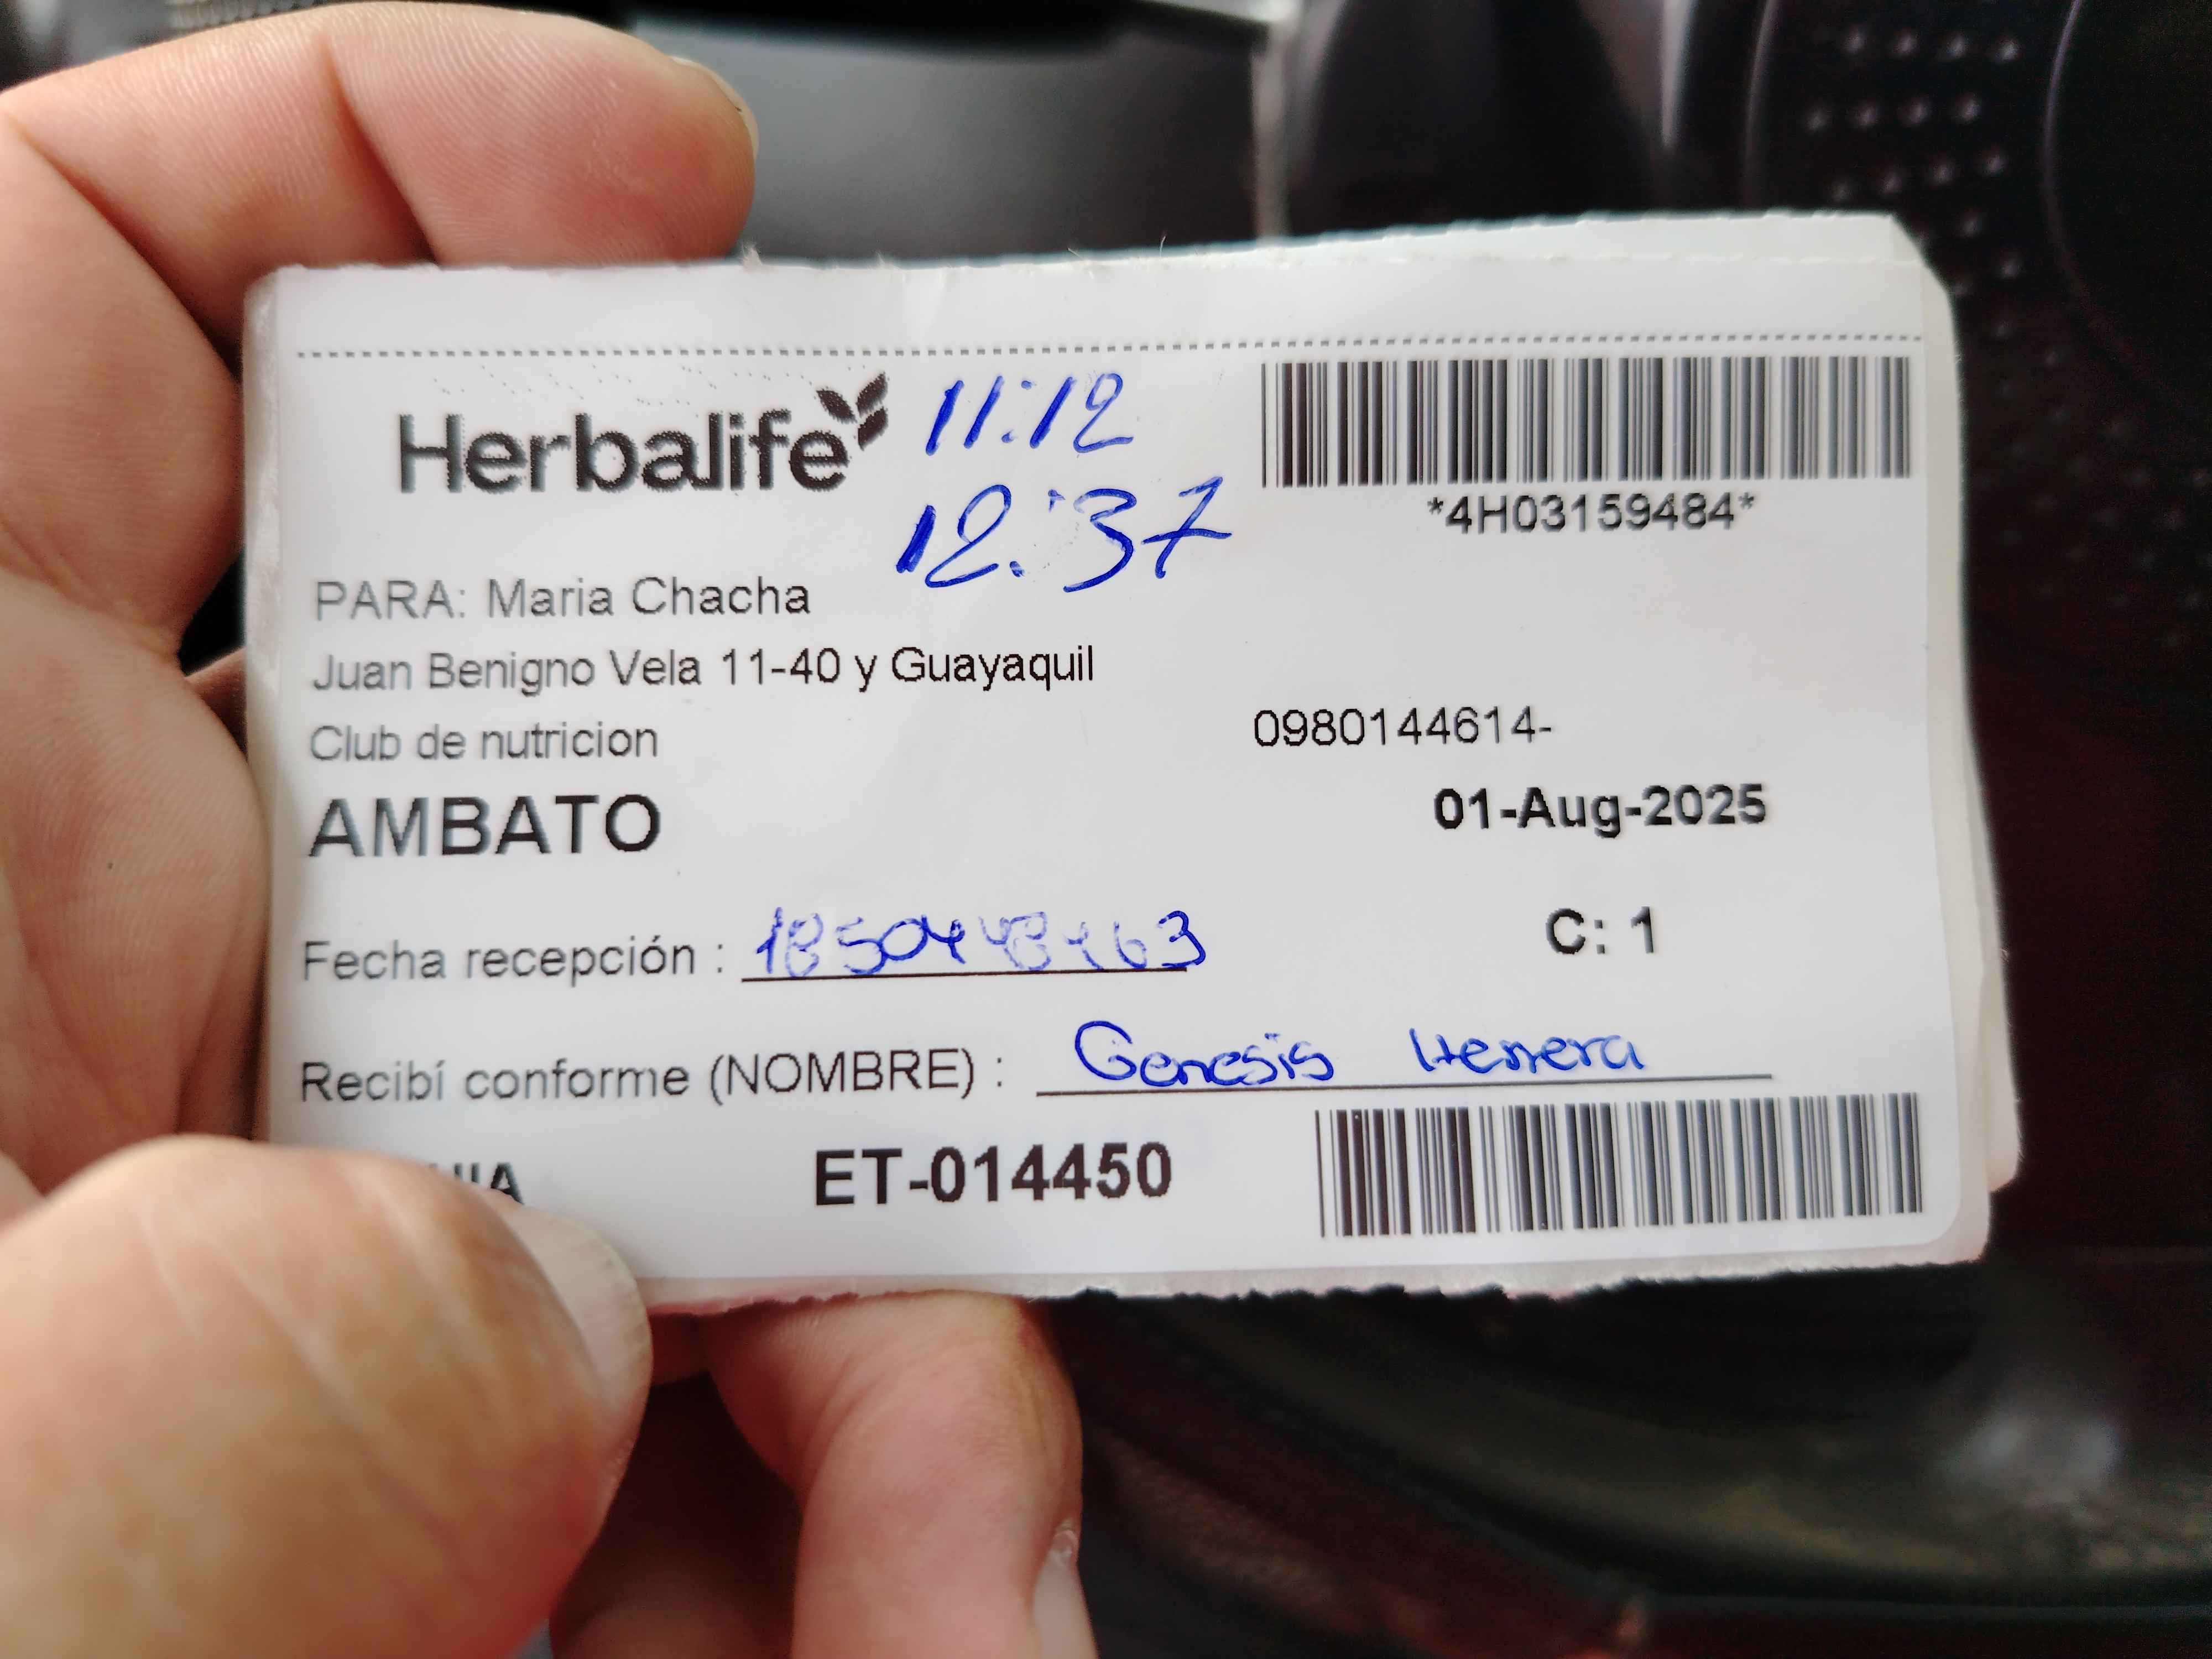 Herbalife
11:12
12:37
*4H03159484*
PARA: Maria Chacha
Juan Benigno Vela 11-40 y Guayaquil
Club de nutricion
0980144614-
AMBATO
01-Aug-2025
Fecha recepción :
C: 1
Recibí conforme (NOMBRE) : Genesis Herrera
ET-014450